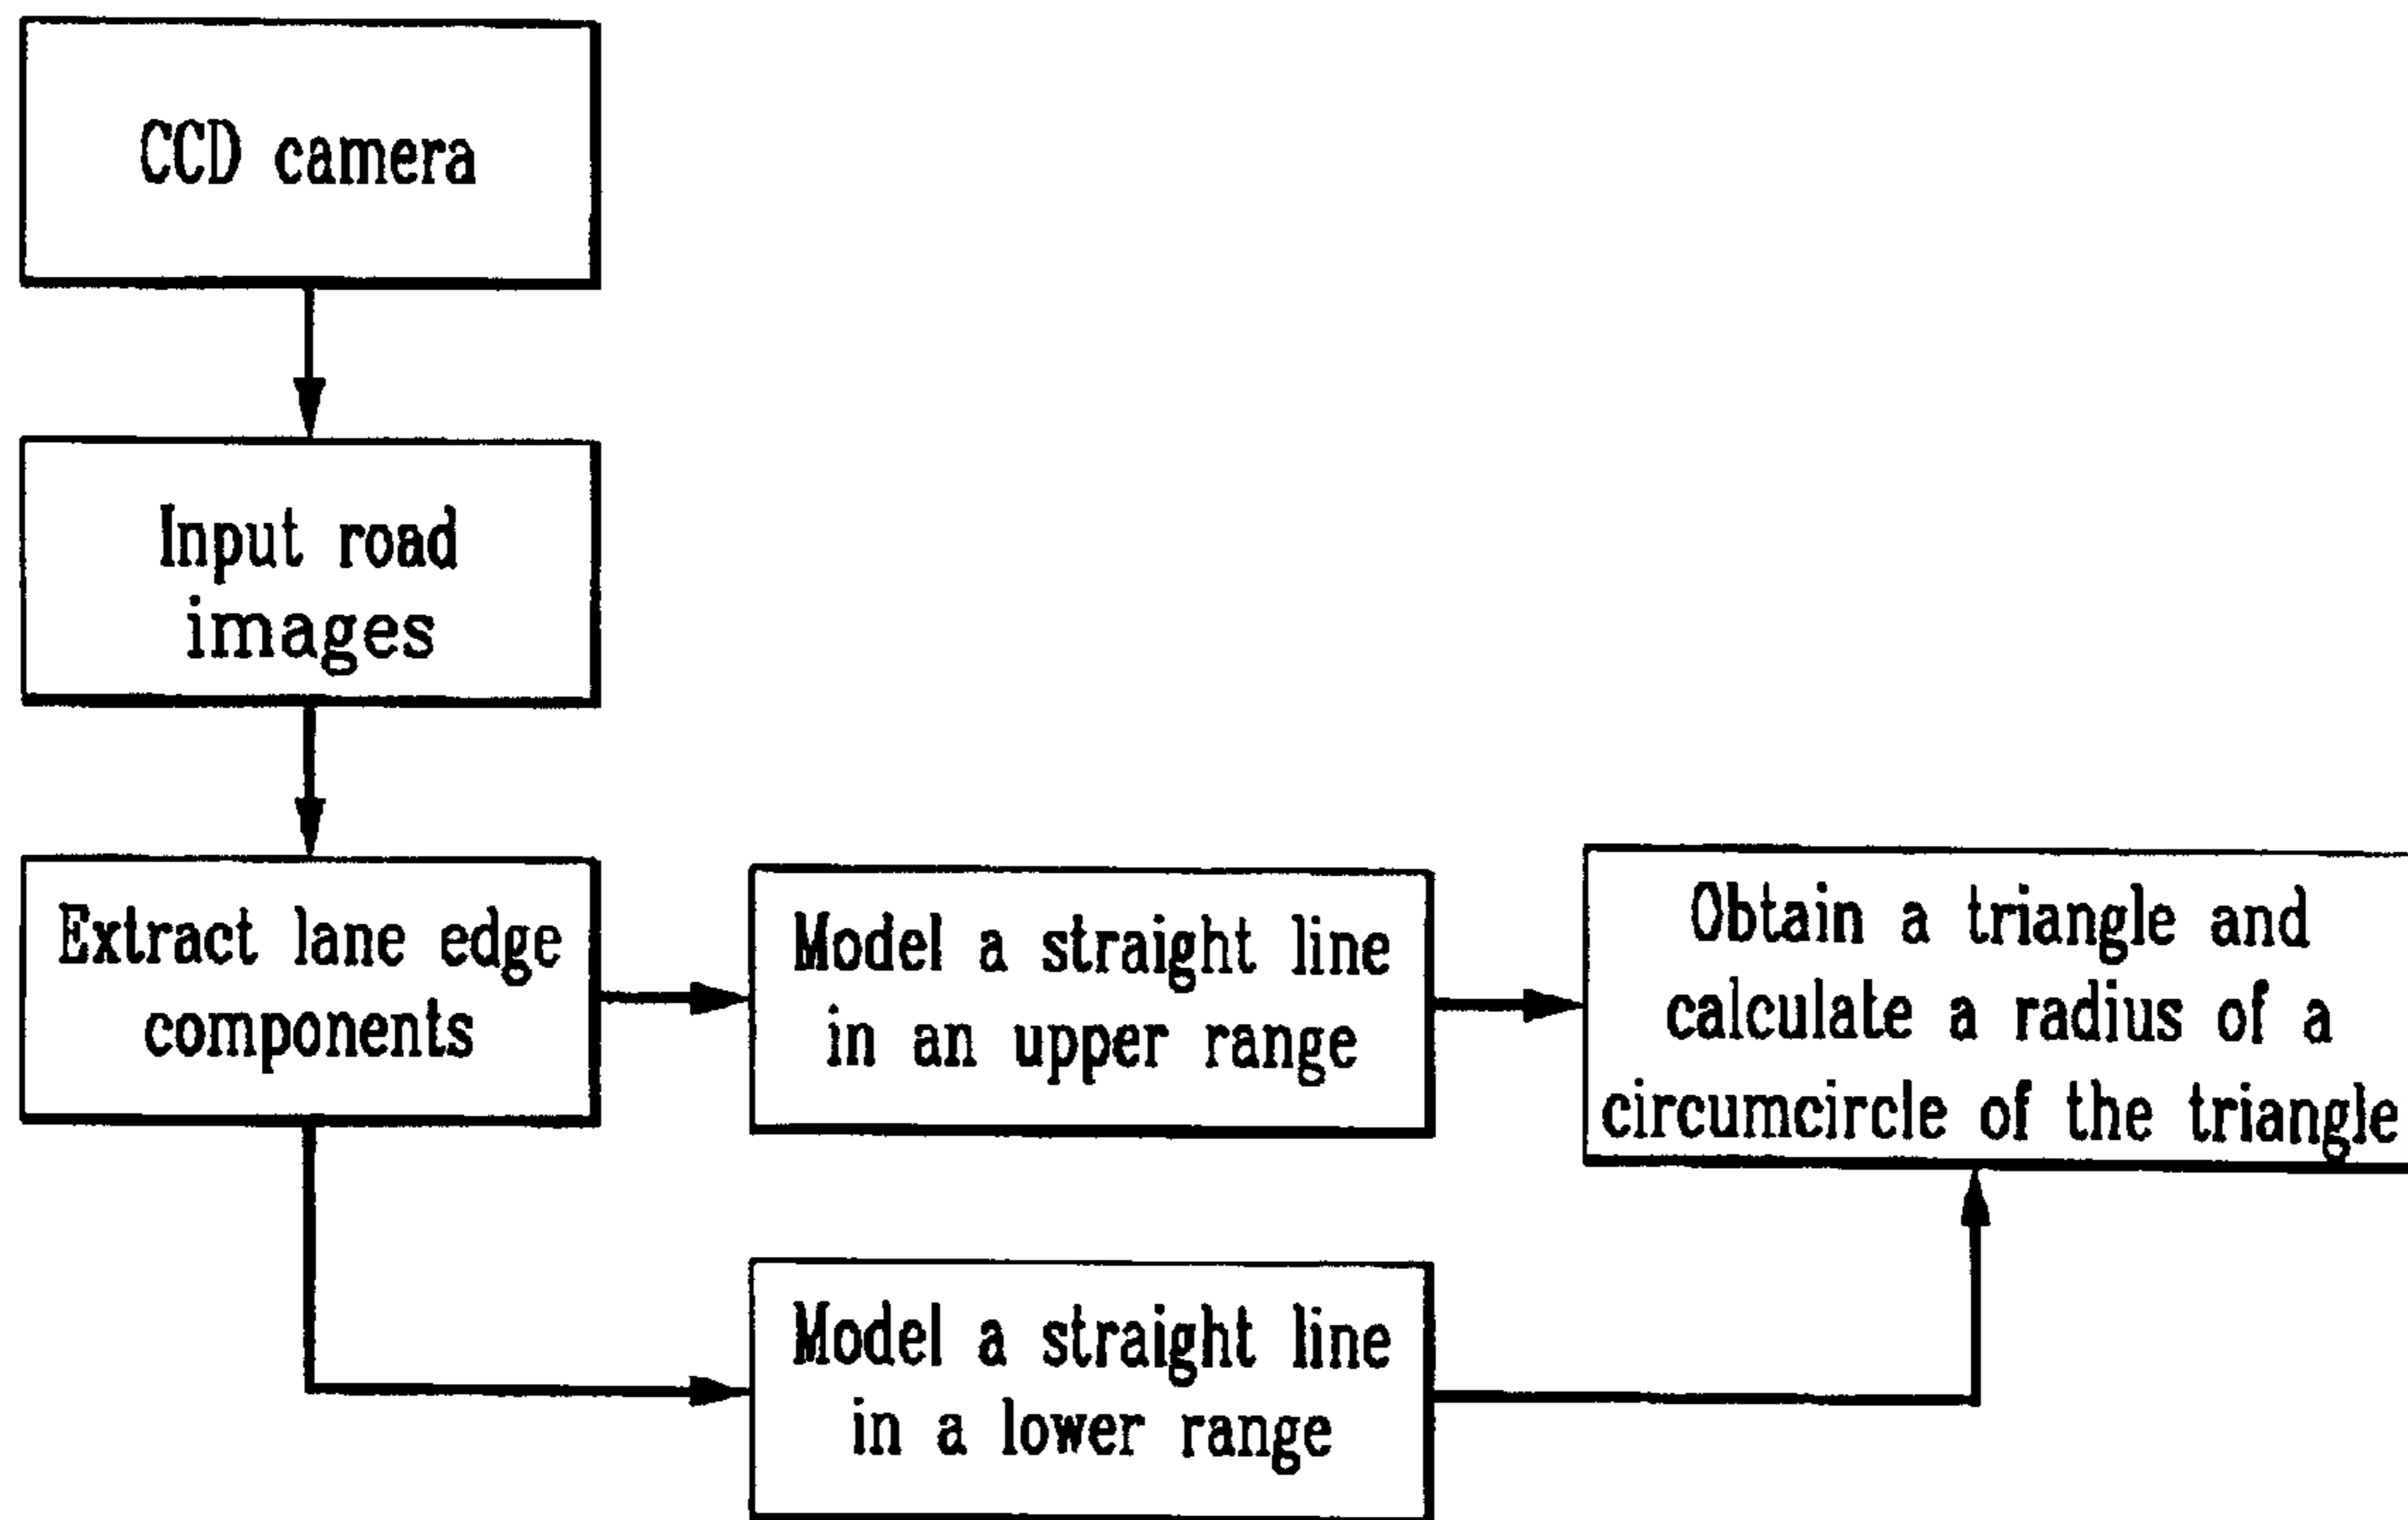 CCD camera
Input road
images
Extract lane edge
components
Model a straight line
in an upper range
Obtain a triangle and
calculate a radius of a
circumcircle of the triangle
Model a straight line
in a lower range